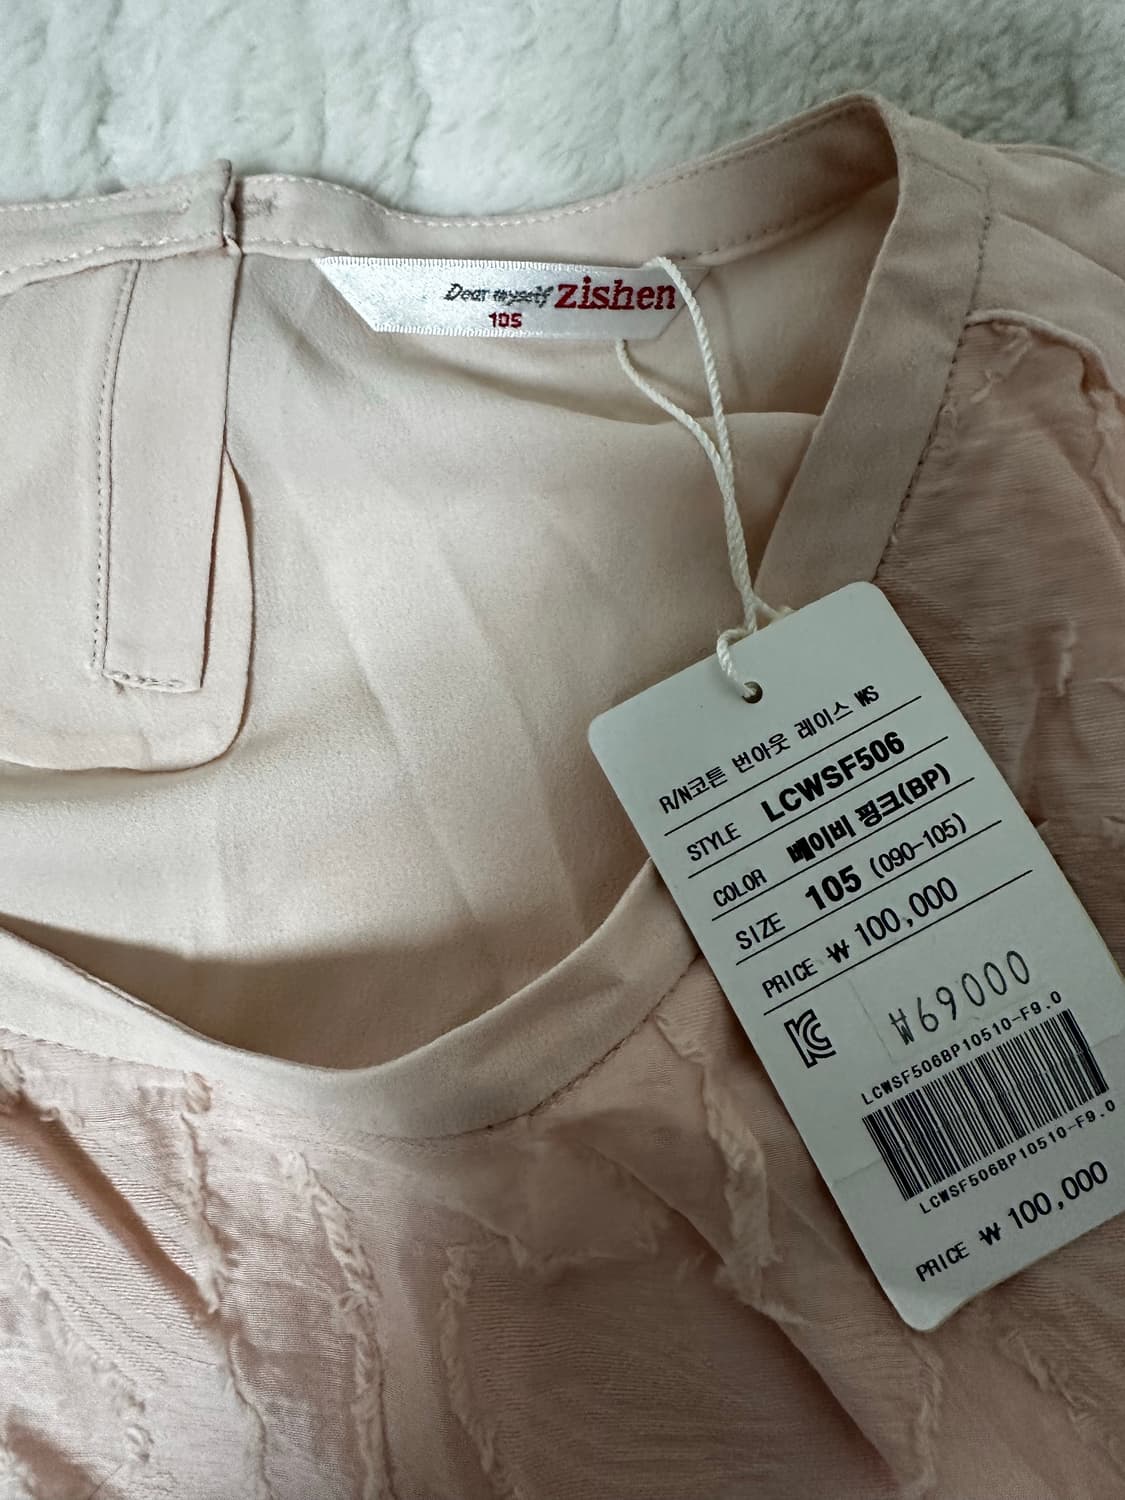 Dear myself zishen
105
R/N코튼 번아웃 레이스 WS
STYLE LCWSF506
COLOR 베이비 핑크(BP)
SIZE 105 (090-105)
PRICE ₩ 100,000
₩69000
LCWSF506BP10510-F9.0
LCWSF506BP10510-F9.0
PRICE ₩ 100,000